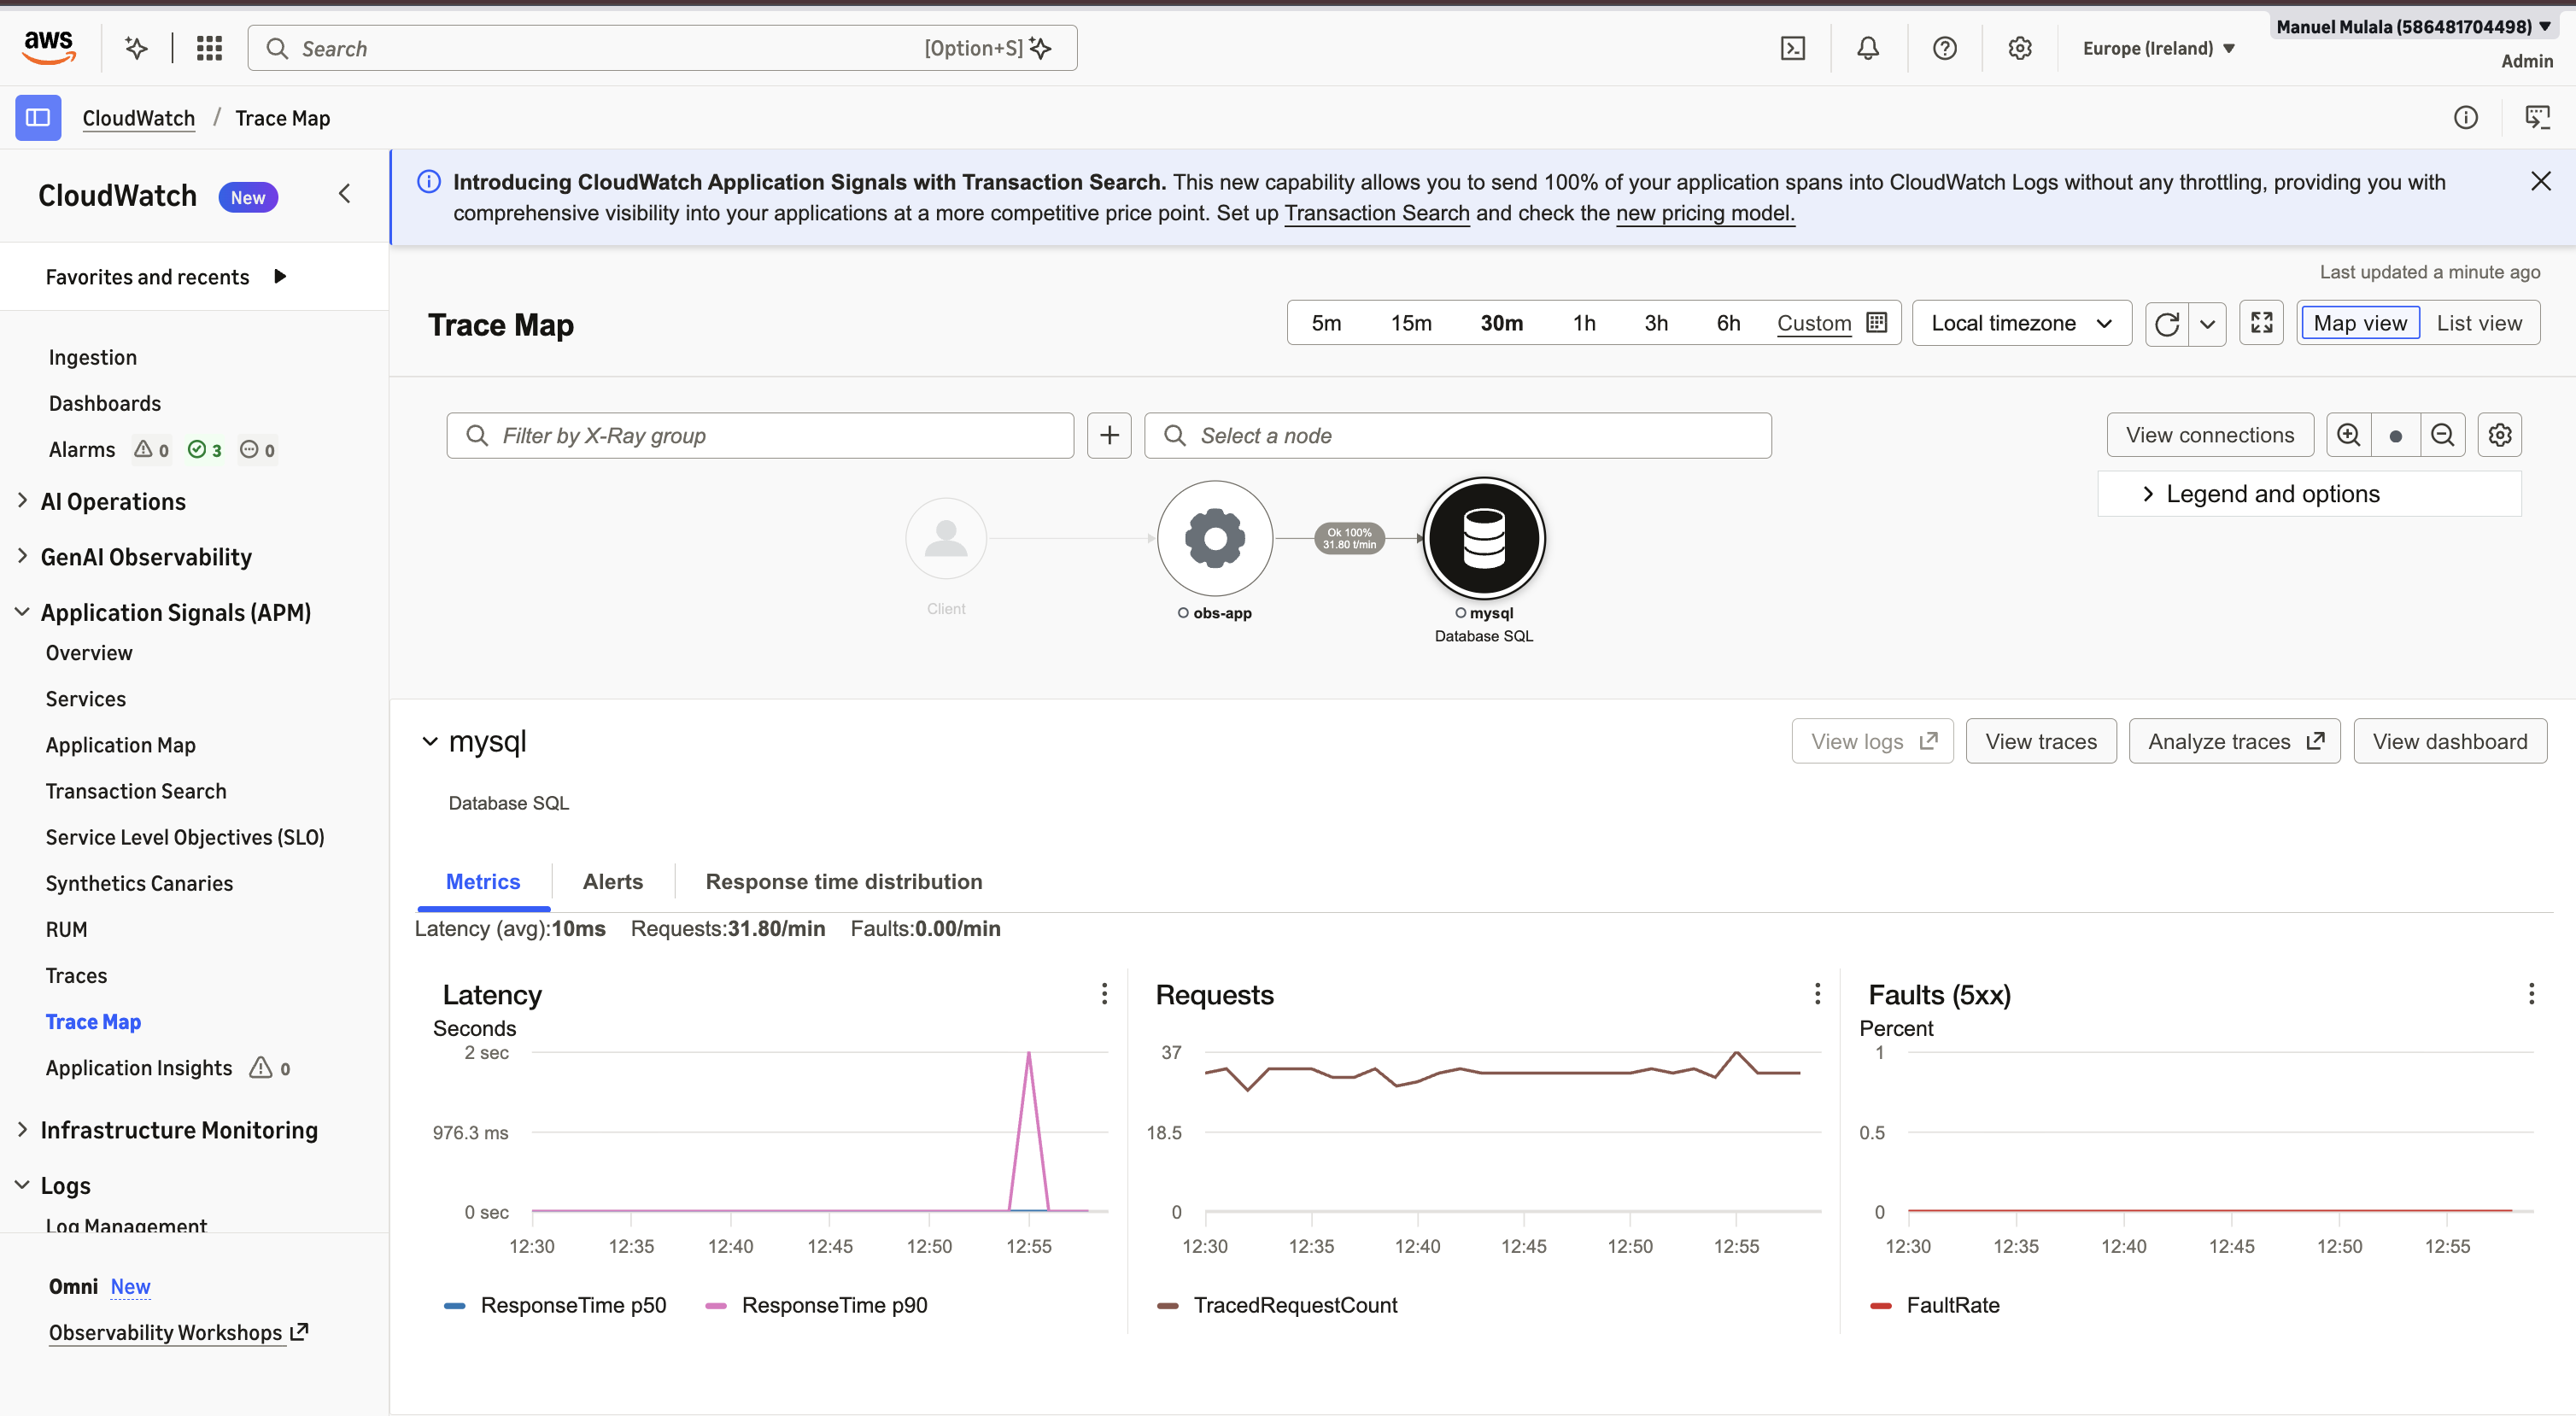 aws
Search [Option+S]
Europe (Ireland)
Manuel Mulala (586481704498)
Admin
CloudWatch / Trace Map
CloudWatch New
Favorites and recents
Ingestion
Dashboards
Alarms 0 3 0
AI Operations
GenAI Observability
Application Signals (APM)
Overview
Services
Application Map
Transaction Search
Service Level Objectives (SLO)
Synthetics Canaries
RUM
Traces
Trace Map
Application Insights 0
Infrastructure Monitoring
Logs
Log Management
Omni New
Observability Workshops
Introducing CloudWatch Application Signals with Transaction Search. This new capability allows you to send 100% of your application spans into CloudWatch Logs without any throttling, providing you with
comprehensive visibility into your applications at a more competitive price point. Set up Transaction Search and check the new pricing model.
Last updated a minute ago
Trace Map
5m 15m 30m 1h 3h 6h Custom Local timezone Map view List view
Filter by X-Ray group + Select a node View connections
Legend and options
Ok 100%
31.80 t/min
Client
obs-app
mysql
Database SQL
mysql
View logs View traces Analyze traces View dashboard
Database SQL
Metrics Alerts Response time distribution
Latency (avg):10ms Requests:31.80/min Faults:0.00/min
Latency
Seconds
2 sec
976.3 ms
0 sec
12:30 12:35 12:40 12:45 12:50 12:55
ResponseTime p50 ResponseTime p90
Requests
37
18.5
0
12:30 12:35 12:40 12:45 12:50 12:55
TracedRequestCount
Faults (5xx)
Percent
1
0.5
0
12:30 12:35 12:40 12:45 12:50 12:55
FaultRate